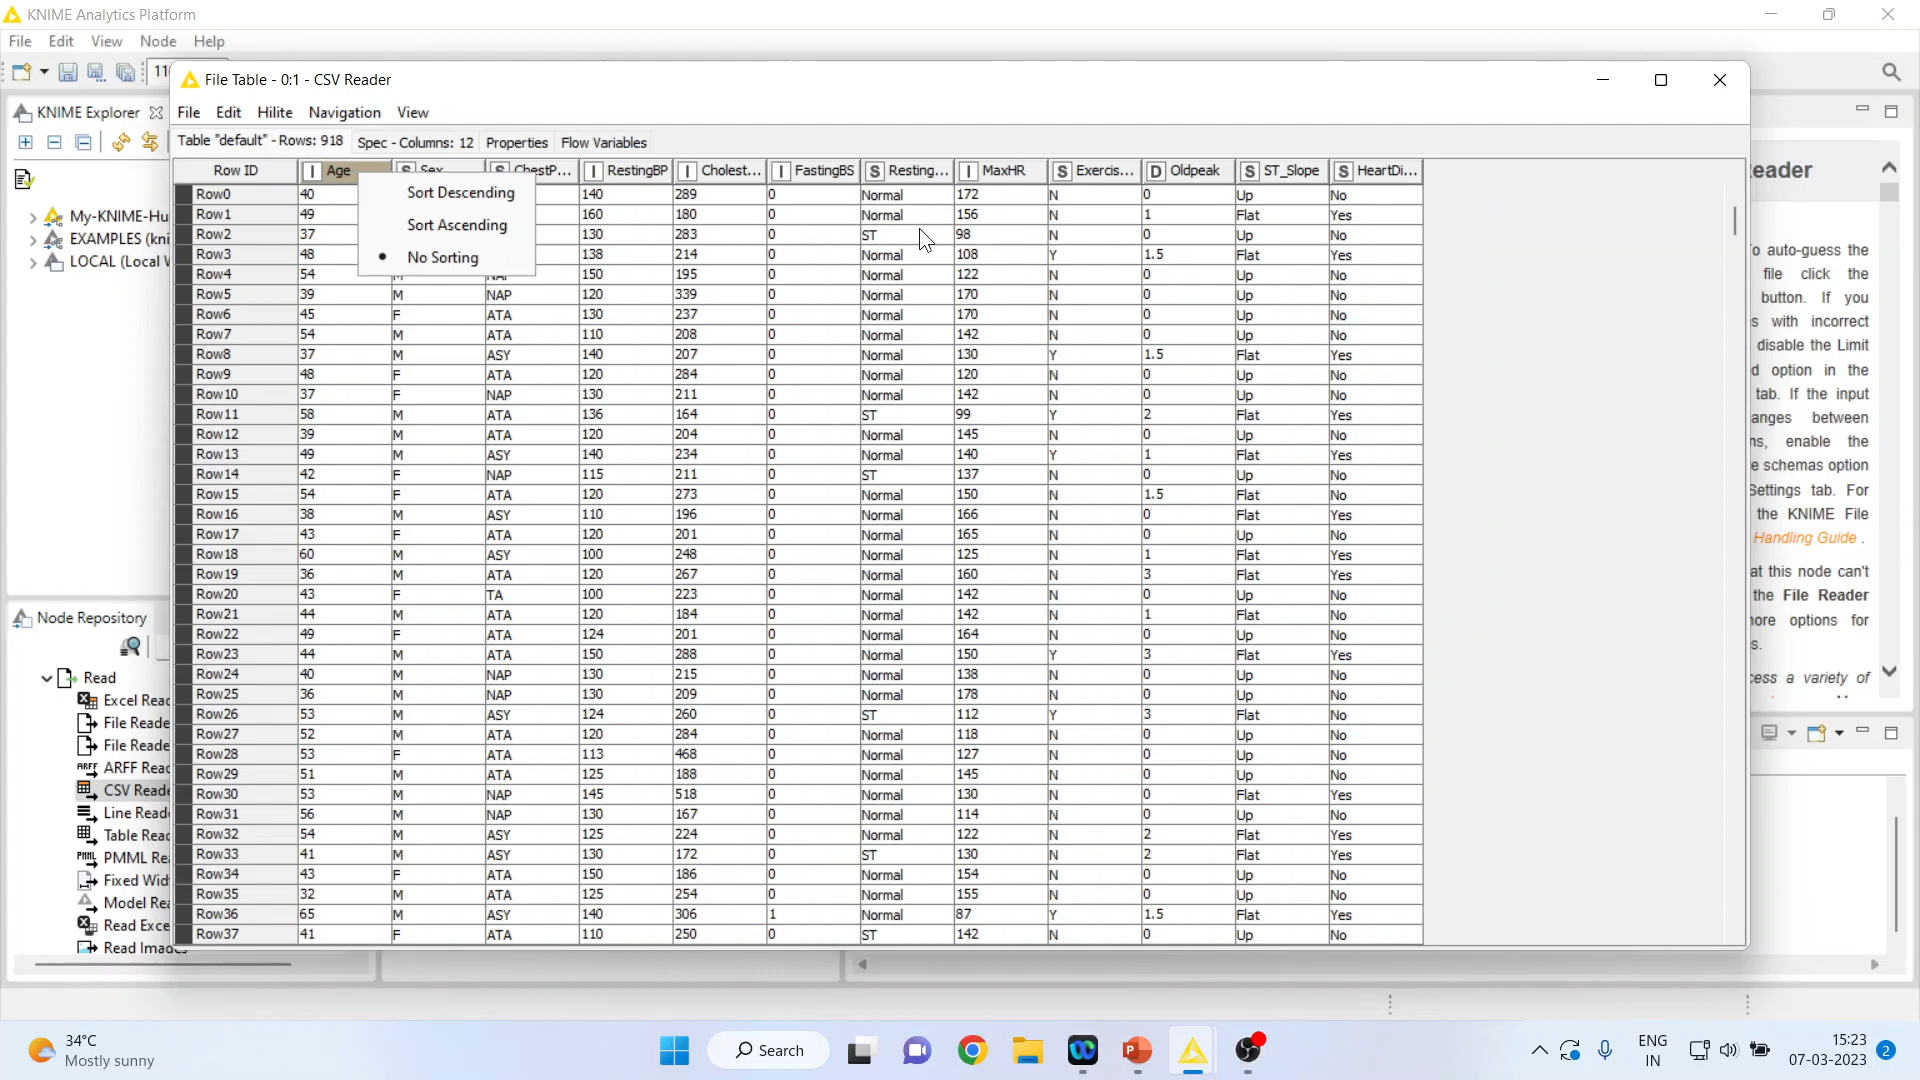 KNIME Analytics Platform
File Edit View Node Help
KNIME Explorer
My-KNIME-Hu
EXAMPLES (kni
LOCAL (Local W
Node Repository
Read
Excel Read
File Reade
File Reade
ARFF Read
CSV Reade
Line Reade
Table Read
PMML Rea
Fixed Wid
Model Rea
Read Exce
Read Images
File Table - 0:1 - CSV Reader
File Edit Hilite Navigation View
Table "default" - Rows: 918 Spec - Columns: 12 Properties Flow Variables
Row ID I Age S Sex S ChestP... I RestingBP I Cholest... I FastingBS S Resting... I MaxHR S Exercis... D Oldpeak S ST_Slope S HeartDi...
Sort Descending
Sort Ascending
No Sorting
Row0 40 140 289 0 Normal 172 N 0 Up No
Row1 49 160 180 0 Normal 156 N 1 Flat Yes
Row2 37 130 283 0 ST 98 N 0 Up No
Row3 48 138 214 0 Normal 108 Y 1.5 Flat Yes
Row4 54 M NAP 150 195 0 Normal 122 N 0 Up No
Row5 39 M NAP 120 339 0 Normal 170 N 0 Up No
Row6 45 F ATA 130 237 0 Normal 170 N 0 Up No
Row7 54 M ATA 110 208 0 Normal 142 N 0 Up No
Row8 37 M ASY 140 207 0 Normal 130 Y 1.5 Flat Yes
Row9 48 F ATA 120 284 0 Normal 120 N 0 Up No
Row10 37 F NAP 130 211 0 Normal 142 N 0 Up No
Row11 58 M ATA 136 164 0 ST 99 Y 2 Flat Yes
Row12 39 M ATA 120 204 0 Normal 145 N 0 Up No
Row13 49 M ASY 140 234 0 Normal 140 Y 1 Flat Yes
Row14 42 F NAP 115 211 0 ST 137 N 0 Up No
Row15 54 F ATA 120 273 0 Normal 150 N 1.5 Flat No
Row16 38 M ASY 110 196 0 Normal 166 N 0 Flat Yes
Row17 43 F ATA 120 201 0 Normal 165 N 0 Up No
Row18 60 M ASY 100 248 0 Normal 125 N 1 Flat Yes
Row19 36 M ATA 120 267 0 Normal 160 N 3 Flat Yes
Row20 43 F TA 100 223 0 Normal 142 N 0 Up No
Row21 44 M ATA 120 184 0 Normal 142 N 1 Flat No
Row22 49 F ATA 124 201 0 Normal 164 N 0 Up No
Row23 44 M ATA 150 288 0 Normal 150 Y 3 Flat Yes
Row24 40 M NAP 130 215 0 Normal 138 N 0 Up No
Row25 36 M NAP 130 209 0 Normal 178 N 0 Up No
Row26 53 M ASY 124 260 0 ST 112 Y 3 Flat No
Row27 52 M ATA 120 284 0 Normal 118 N 0 Up No
Row28 53 F ATA 113 468 0 Normal 127 N 0 Up No
Row29 51 M ATA 125 188 0 Normal 145 N 0 Up No
Row30 53 M NAP 145 518 0 Normal 130 N 0 Flat Yes
Row31 56 M NAP 130 167 0 Normal 114 N 0 Up No
Row32 54 M ASY 125 224 0 Normal 122 N 2 Flat Yes
Row33 41 M ASY 130 172 0 ST 130 N 2 Flat Yes
Row34 43 F ATA 150 186 0 Normal 154 N 0 Up No
Row35 32 M ATA 125 254 0 Normal 155 N 0 Up No
Row36 65 M ASY 140 306 1 Normal 87 Y 1.5 Flat Yes
Row37 41 F ATA 110 250 0 ST 142 N 0 Up No
eader
o auto-guess the
file click the
button. If you
s with incorrect
disable the Limit
d option in the
tab. If the input
anges between
ns, enable the
e schemas option
Settings tab. For
the KNIME File
Handling Guide .
at this node can't
the File Reader
nore options for
s.
cess a variety of
34°C
Mostly sunny
Search
ENG
IN
15:23
07-03-2023
2